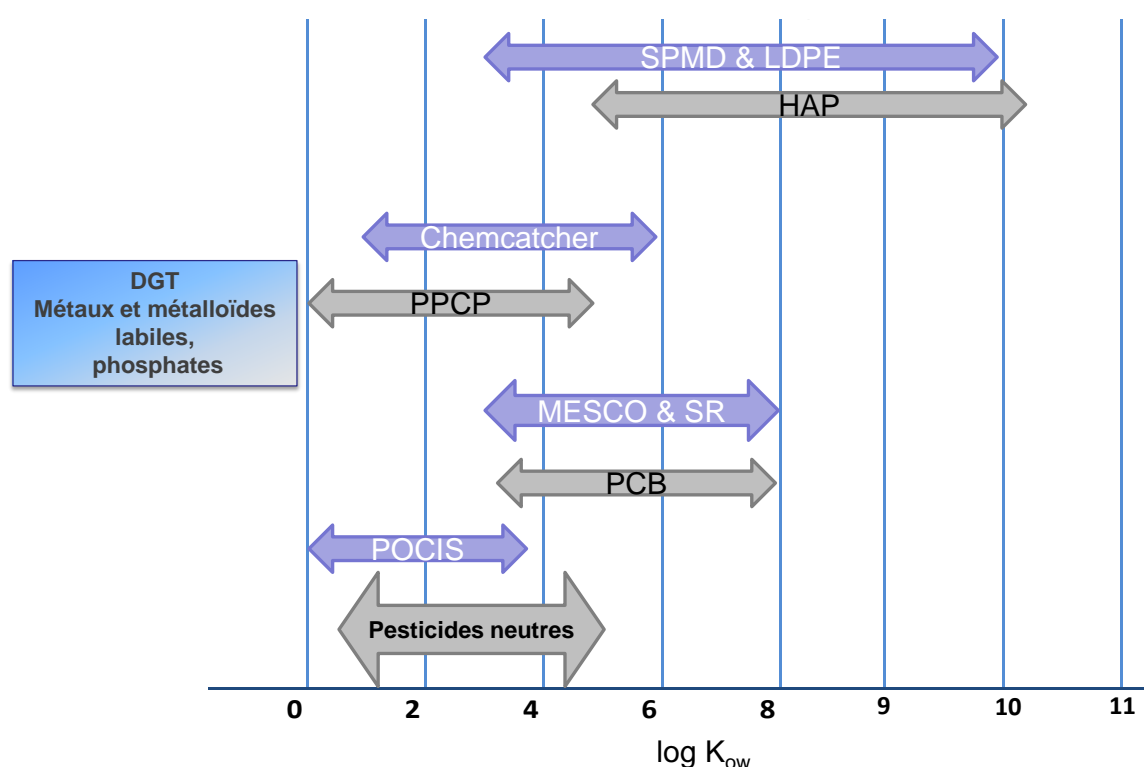 SPMD & LDPE
HAP
Chemcatcher
DGT
Métaux et métalloïdes
labiles,
phosphates
PPCP
MESCO & SR
PCB
POCIS
Pesticides neutres
0 2 4 6 8 9 10 11
log Kow